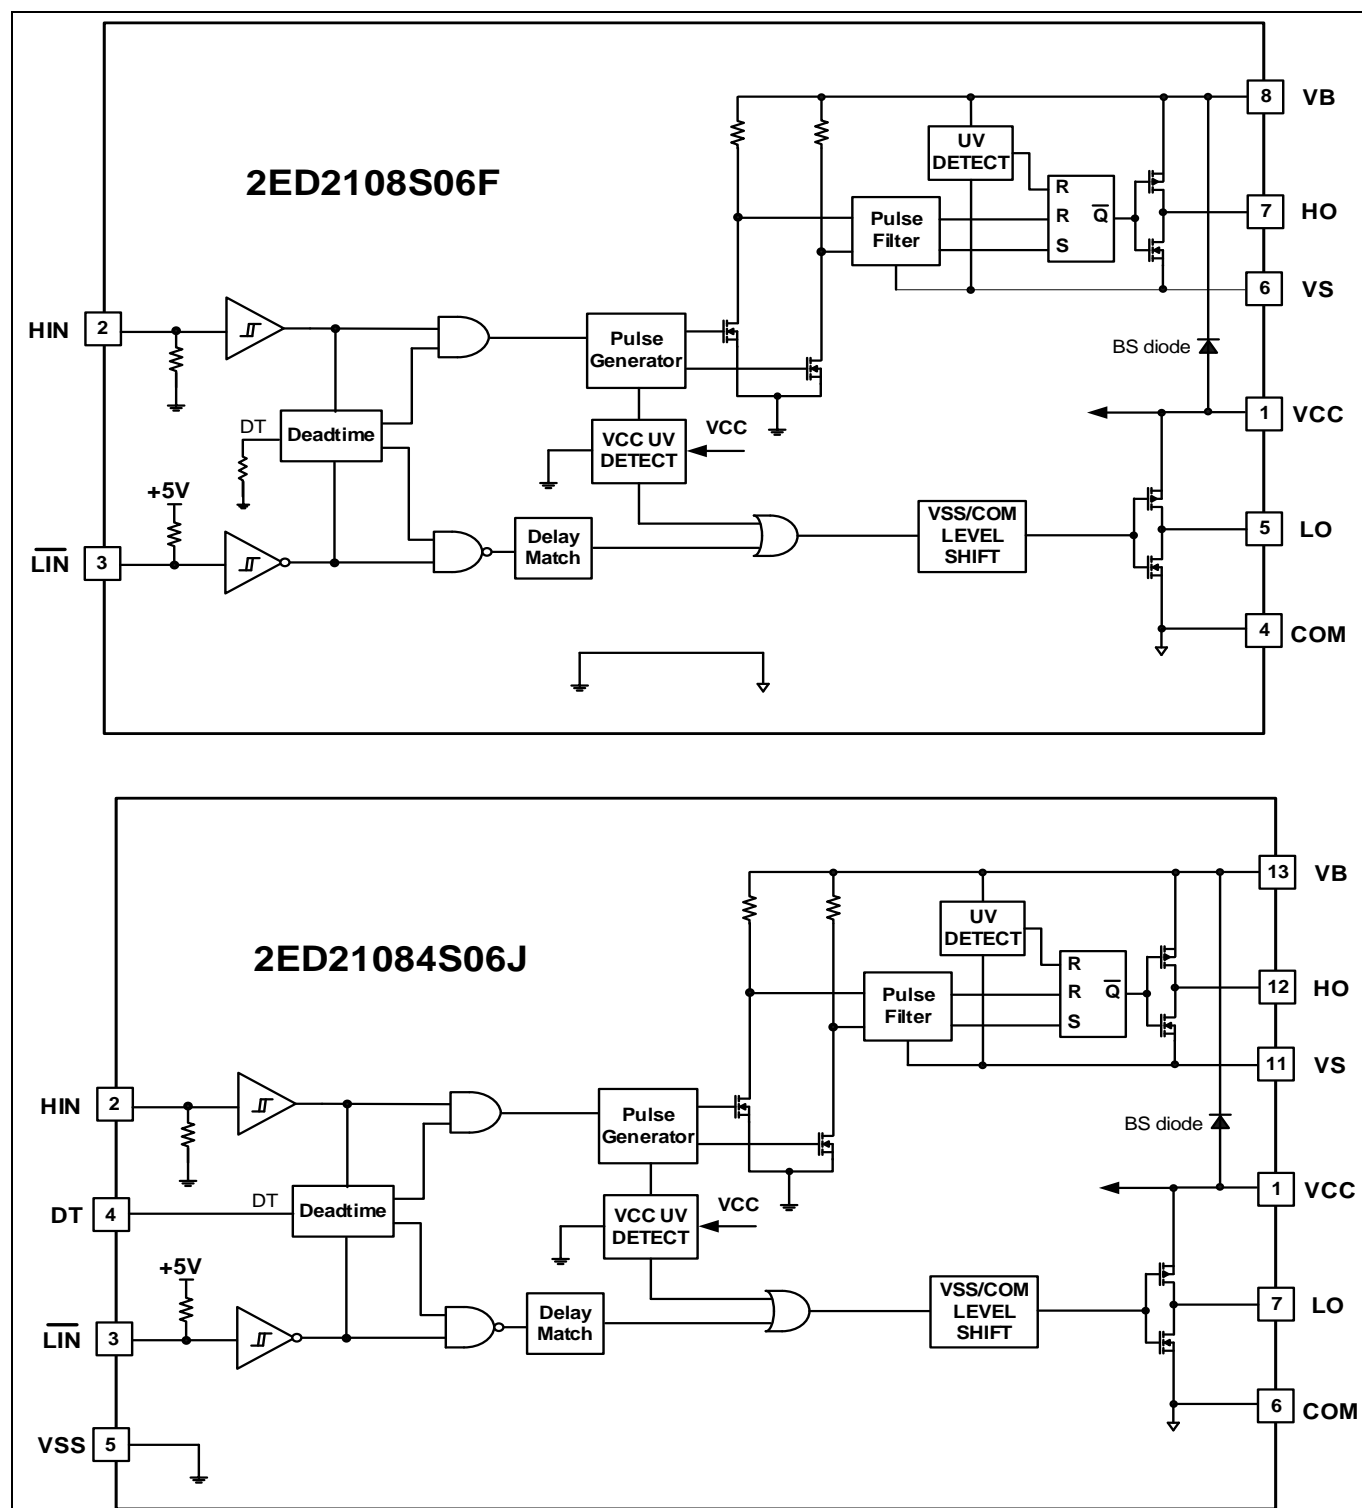 8 VB
UV
DETECT
2ED2108S06F
R
Pulse
Filter
R
Q̅
S
7 HO
6 VS
HIN 2
Pulse
Generator
BS diode
DT
Deadtime
VCC UV
DETECT
VCC
1 VCC
+5V
VSS/COM
LEVEL
SHIFT
5 LO
L̅I̅N̅ 3
Delay
Match
4 COM
13 VB
UV
DETECT
2ED21084S06J
R
Pulse
Filter
R
Q̅
S
12 HO
11 VS
HIN 2
Pulse
Generator
BS diode
DT 4
DT
Deadtime
VCC UV
DETECT
VCC
1 VCC
+5V
VSS/COM
LEVEL
SHIFT
7 LO
L̅I̅N̅ 3
Delay
Match
6 COM
VSS 5